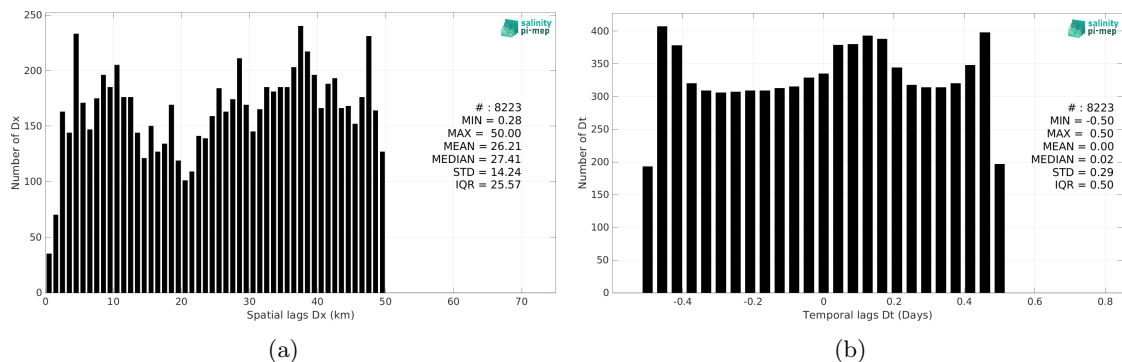 250
200
150
100
50
0
Number of Dx
0 10 20 30 40 50 60 70
Spatial lags Dx (km)
salinity
pi-mep
# : 8223
MIN = 0.28
MAX = 50.00
MEAN = 26.21
MEDIAN = 27.41
STD = 14.24
IQR = 25.57
(a)
400
350
300
250
200
150
100
50
0
Number of Dt
-0.4 -0.2 0 0.2 0.4 0.6 0.8
Temporal lags Dt (Days)
salinity
pi-mep
# : 8223
MIN = -0.50
MAX = 0.50
MEAN = 0.00
MEDIAN = 0.02
STD = 0.29
IQR = 0.50
(b)